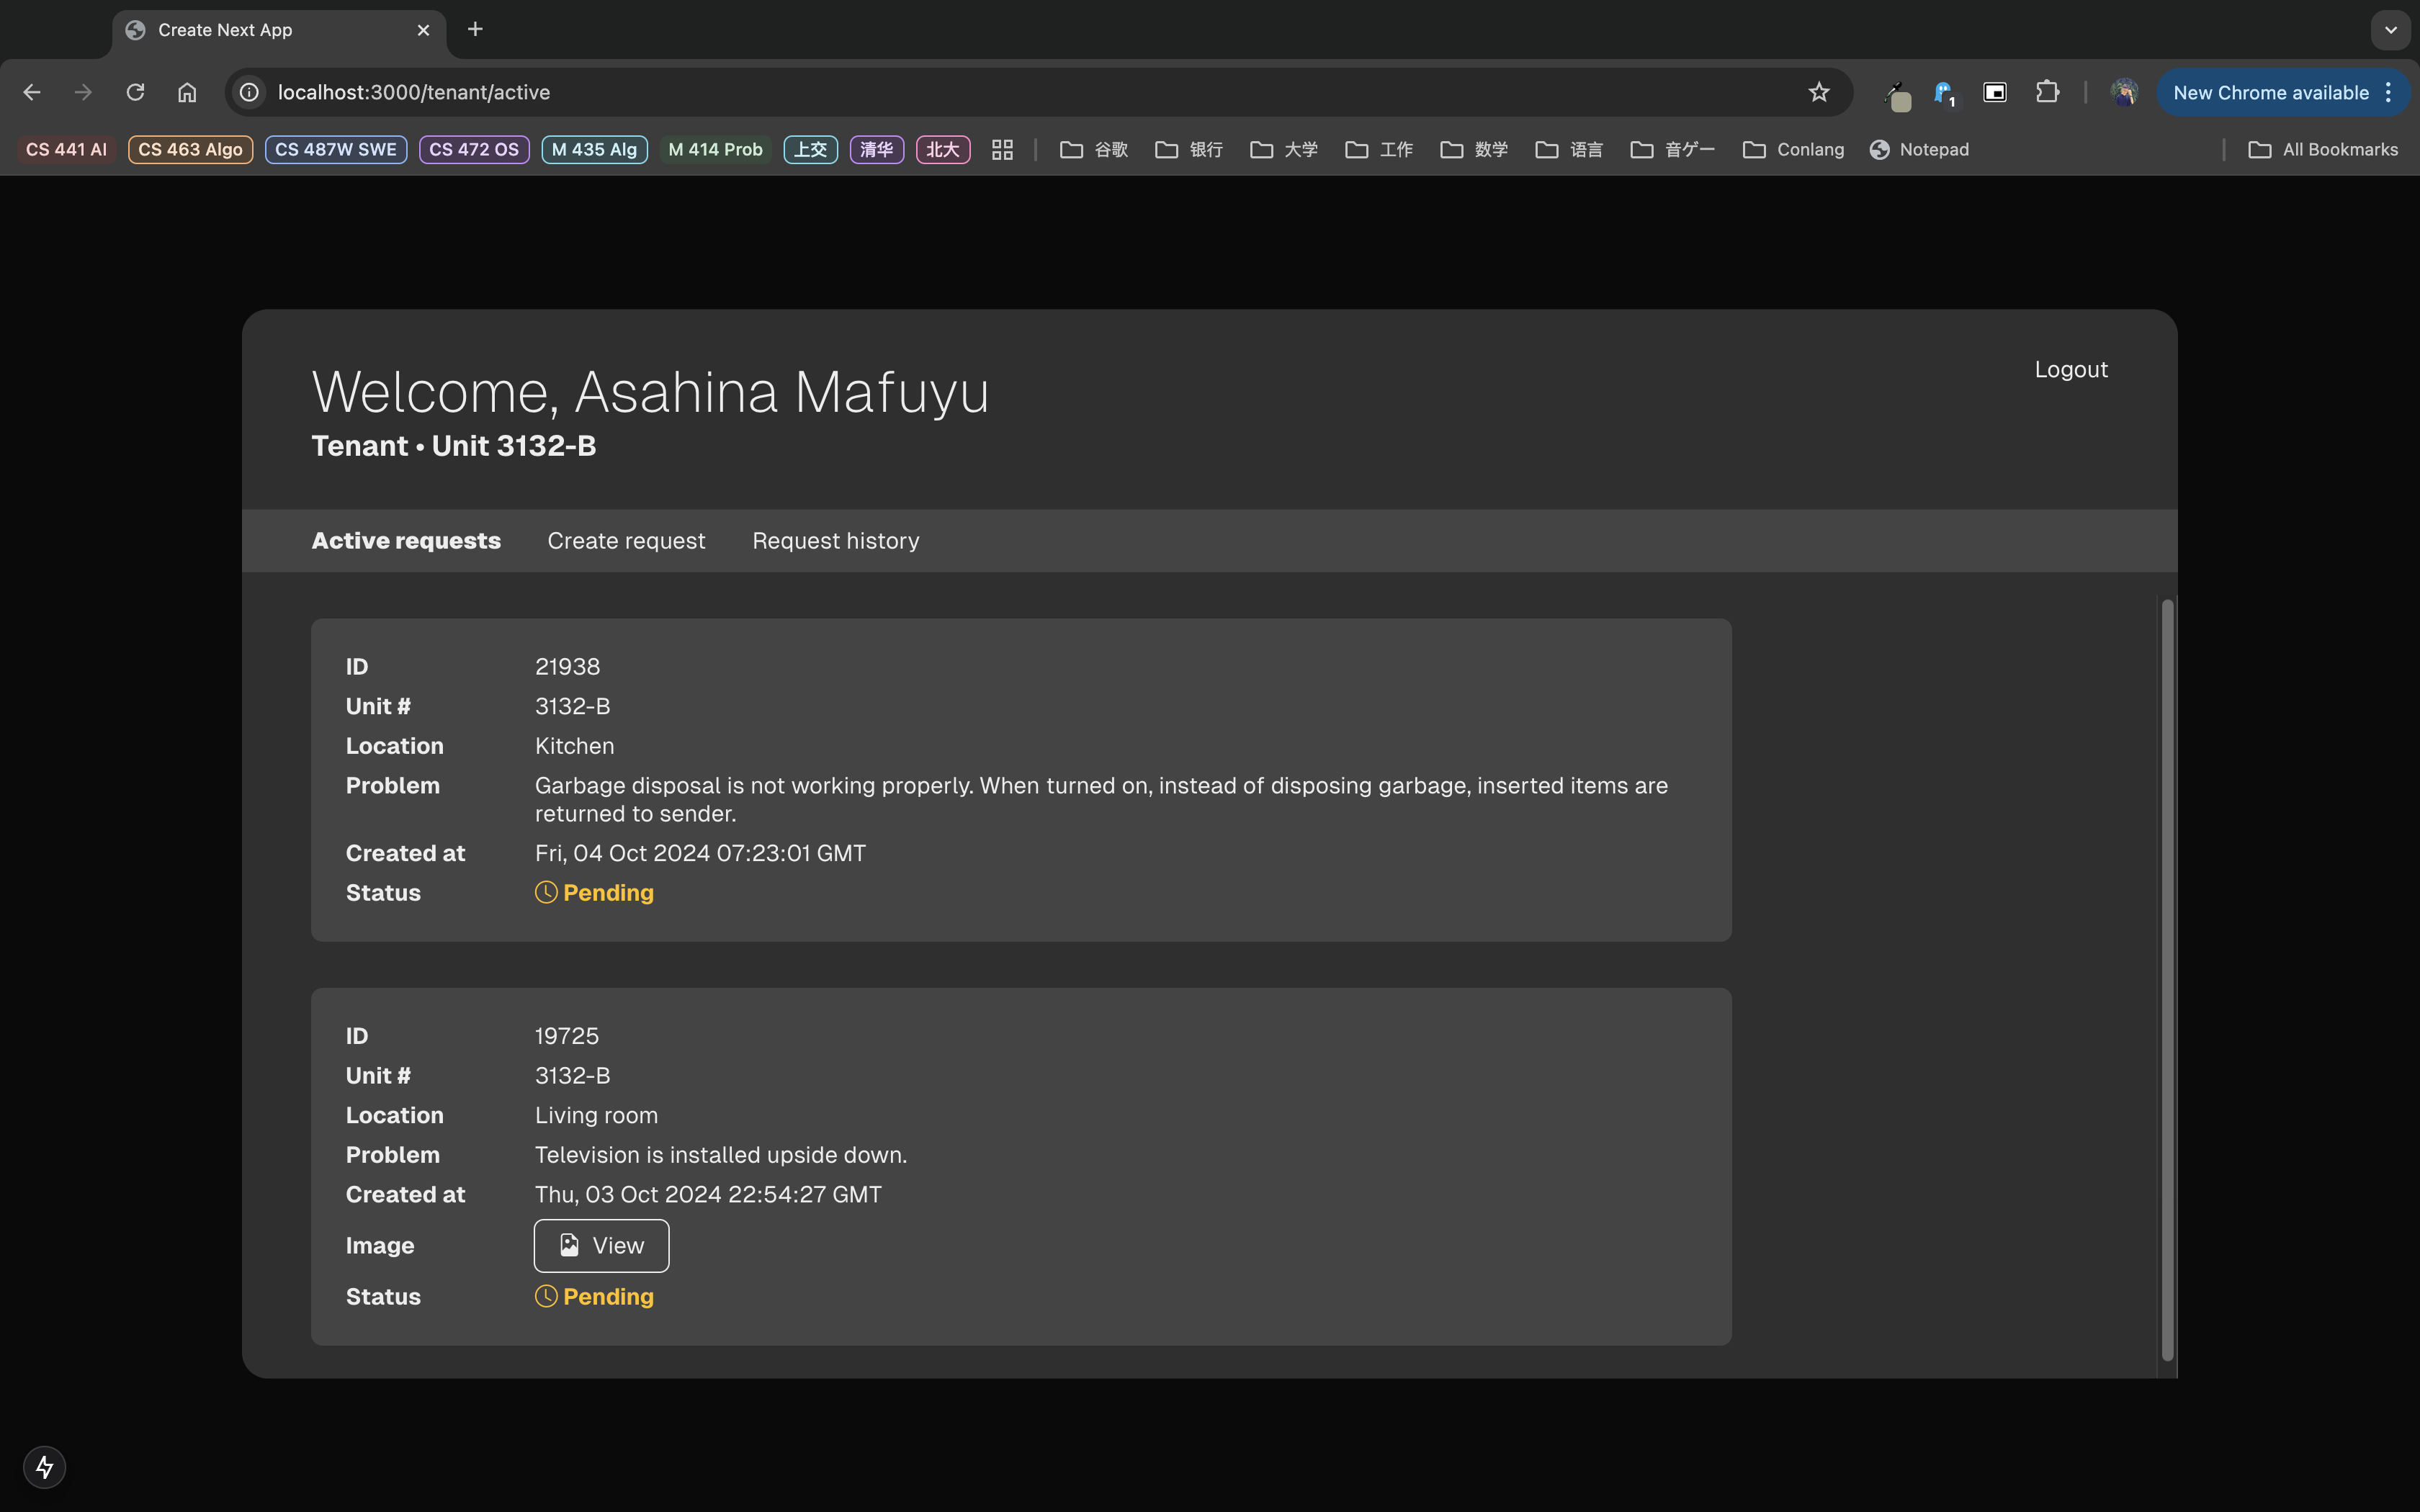 Create Next App
localhost:3000/tenant/active
1
New Chrome available
CS 441 AI CS 463 Algo CS 487W SWE CS 472 OS M 435 Alg M 414 Prob 上交 清华 北大 谷歌 银行 大学 工作 数学 语言 音ゲー Conlang Notepad All Bookmarks
Welcome, Asahina Mafuyu
Logout
Tenant • Unit 3132-B
Active requests Create request Request history
ID 21938
Unit # 3132-B
Location Kitchen
Problem Garbage disposal is not working properly. When turned on, instead of disposing garbage, inserted items are
returned to sender.
Created at Fri, 04 Oct 2024 07:23:01 GMT
Status Pending
ID 19725
Unit # 3132-B
Location Living room
Problem Television is installed upside down.
Created at Thu, 03 Oct 2024 22:54:27 GMT
Image View
Status Pending